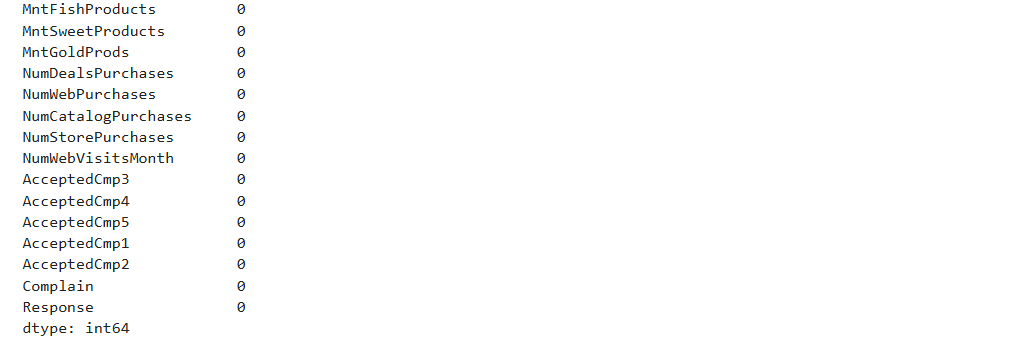 MntFishProducts 0
MntSweetProducts 0
MntGoldProds 0
NumDealsPurchases 0
NumWebPurchases 0
NumCatalogPurchases 0
NumStorePurchases 0
NumWebVisitsMonth 0
AcceptedCmp3 0
AcceptedCmp4 0
AcceptedCmp5 0
AcceptedCmp1 0
AcceptedCmp2 0
Complain 0
Response 0
dtype: int64